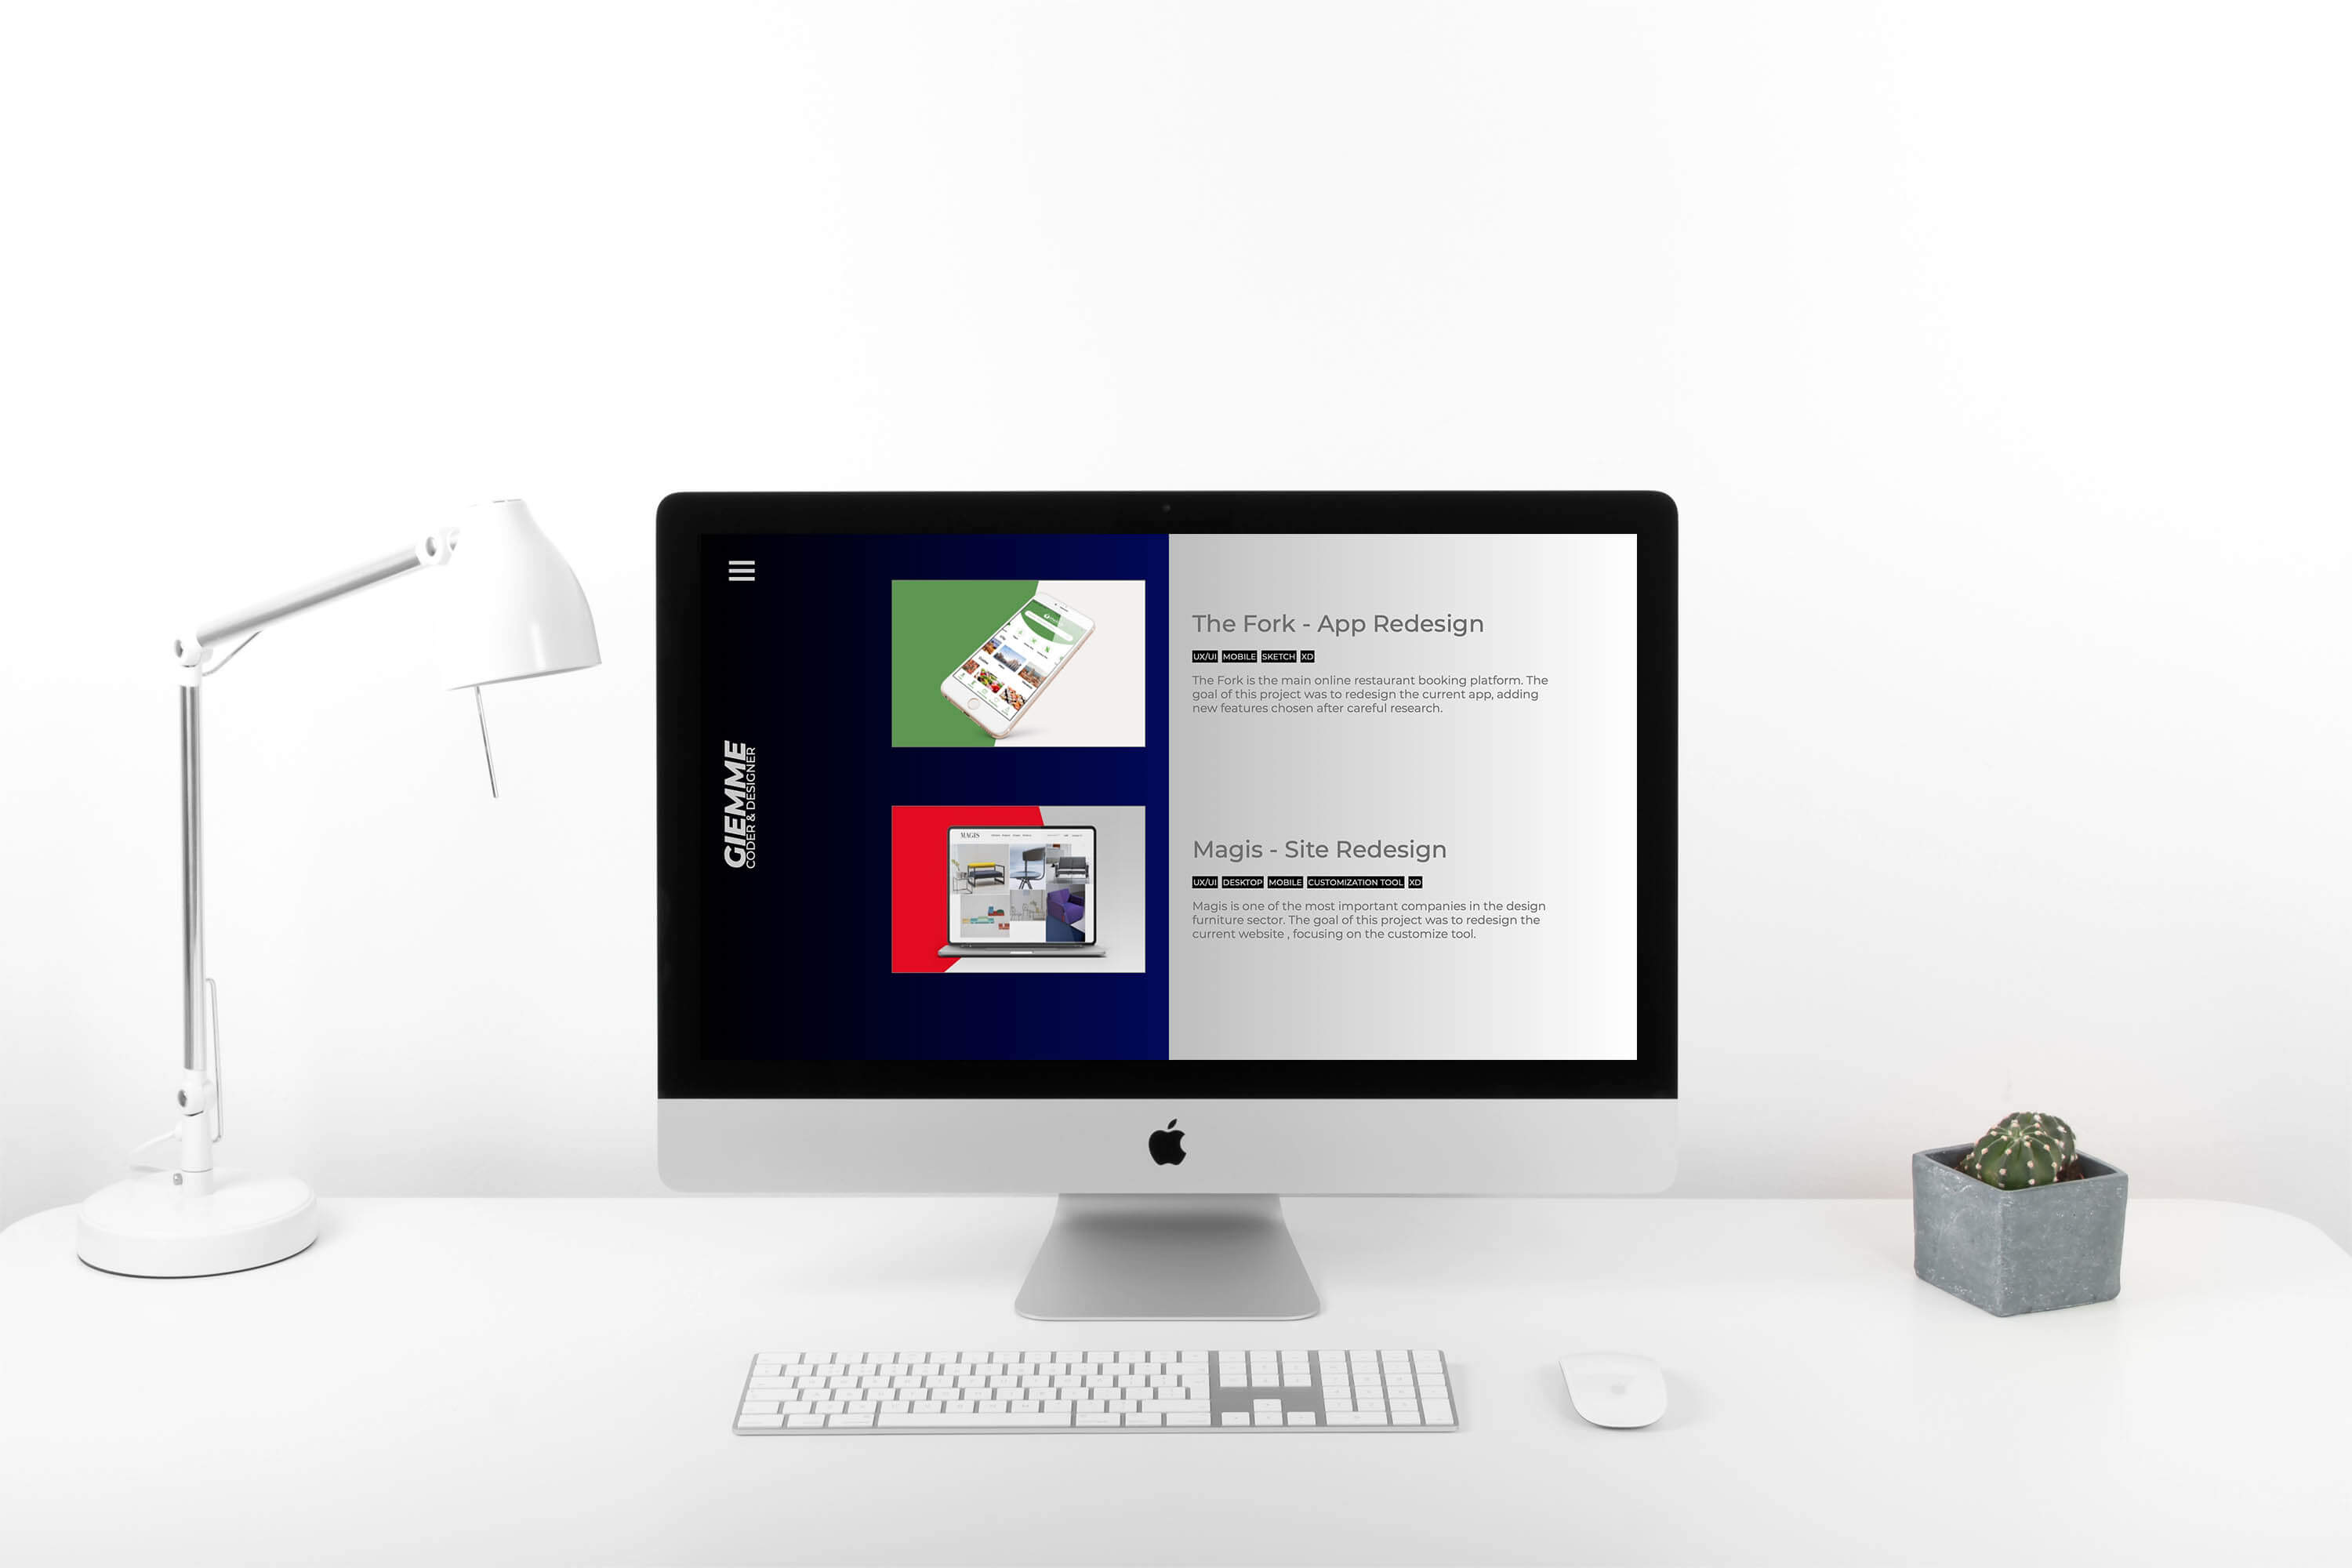 GIEMME
CODER & DESIGNER
The Fork - App Redesign
UX/UI MOBILE SKETCH XD
The Fork is the main online restaurant booking platform. The
goal of this project was to redesign the current app, adding
new features chosen after careful research.
MAGIS
Magis - Site Redesign
UX/UI DESKTOP MOBILE CUSTOMIZATION TOOL XD
Magis is one of the most important companies in the design
furniture sector. The goal of this project was to redesign the
current website , focusing on the customize tool.